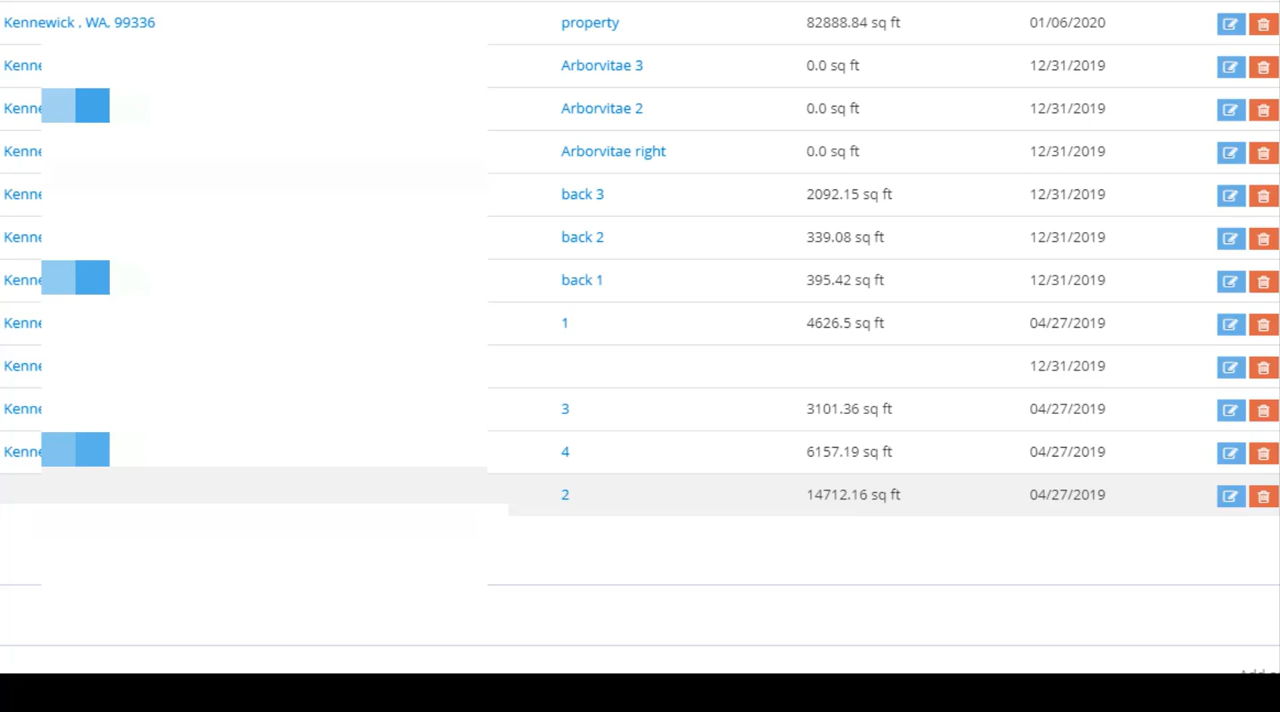 Kennewick , WA, 99336 property 82888.84 sq ft 01/06/2020
Kenne Arborvitae 3 0.0 sq ft 12/31/2019
Kenne Arborvitae 2 0.0 sq ft 12/31/2019
Kenne Arborvitae right 0.0 sq ft 12/31/2019
Kenne back 3 2092.15 sq ft 12/31/2019
Kenne back 2 339.08 sq ft 12/31/2019
Kenne back 1 395.42 sq ft 12/31/2019
Kenne 1 4626.5 sq ft 04/27/2019
Kenne 12/31/2019
Kenne 3 3101.36 sq ft 04/27/2019
Kenne 4 6157.19 sq ft 04/27/2019
2 14712.16 sq ft 04/27/2019